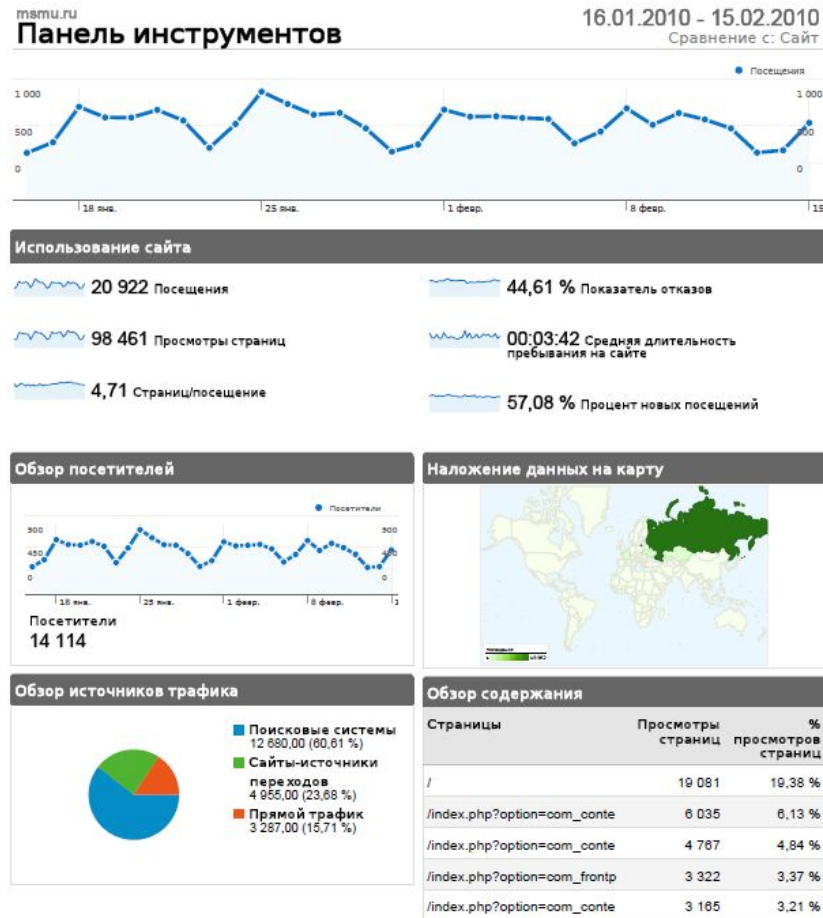 msmu.ru
Панель инструментов
16.01.2010 - 15.02.2010
Сравнение с: Сайт
Посещения
1 000
1 000
500
500
0
0
18 янв.
25 янв.
1 февр.
8 февр.
15
Использование сайта
20 922 Посещения
44,61 % Показатель отказов
98 461 Просмотры страниц
00:03:42 Средняя длительность
пребывания на сайте
4,71 Страниц/посещение
57,08 % Процент новых посещений
Обзор посетителей
Посетители
900
900
450
450
0
0
18 янв.
25 янв.
1 февр.
8 февр.
1
Посетители
14 114
Наложение данных на карту
Обзор источников трафика
Поисковые системы
12 680,00 (60,61 %)
Сайты-источники
переходов
4 955,00 (23,68 %)
Прямой трафик
3 287,00 (15,71 %)
Обзор содержания
Страницы
Просмотры
страниц
%
просмотров
страниц
/ 19 081 19,38 %
/index.php?option=com_conte 6 035 6,13 %
/index.php?option=com_conte 4 767 4,84 %
/index.php?option=com_frontp 3 322 3,37 %
/index.php?option=com_conte 3 165 3,21 %